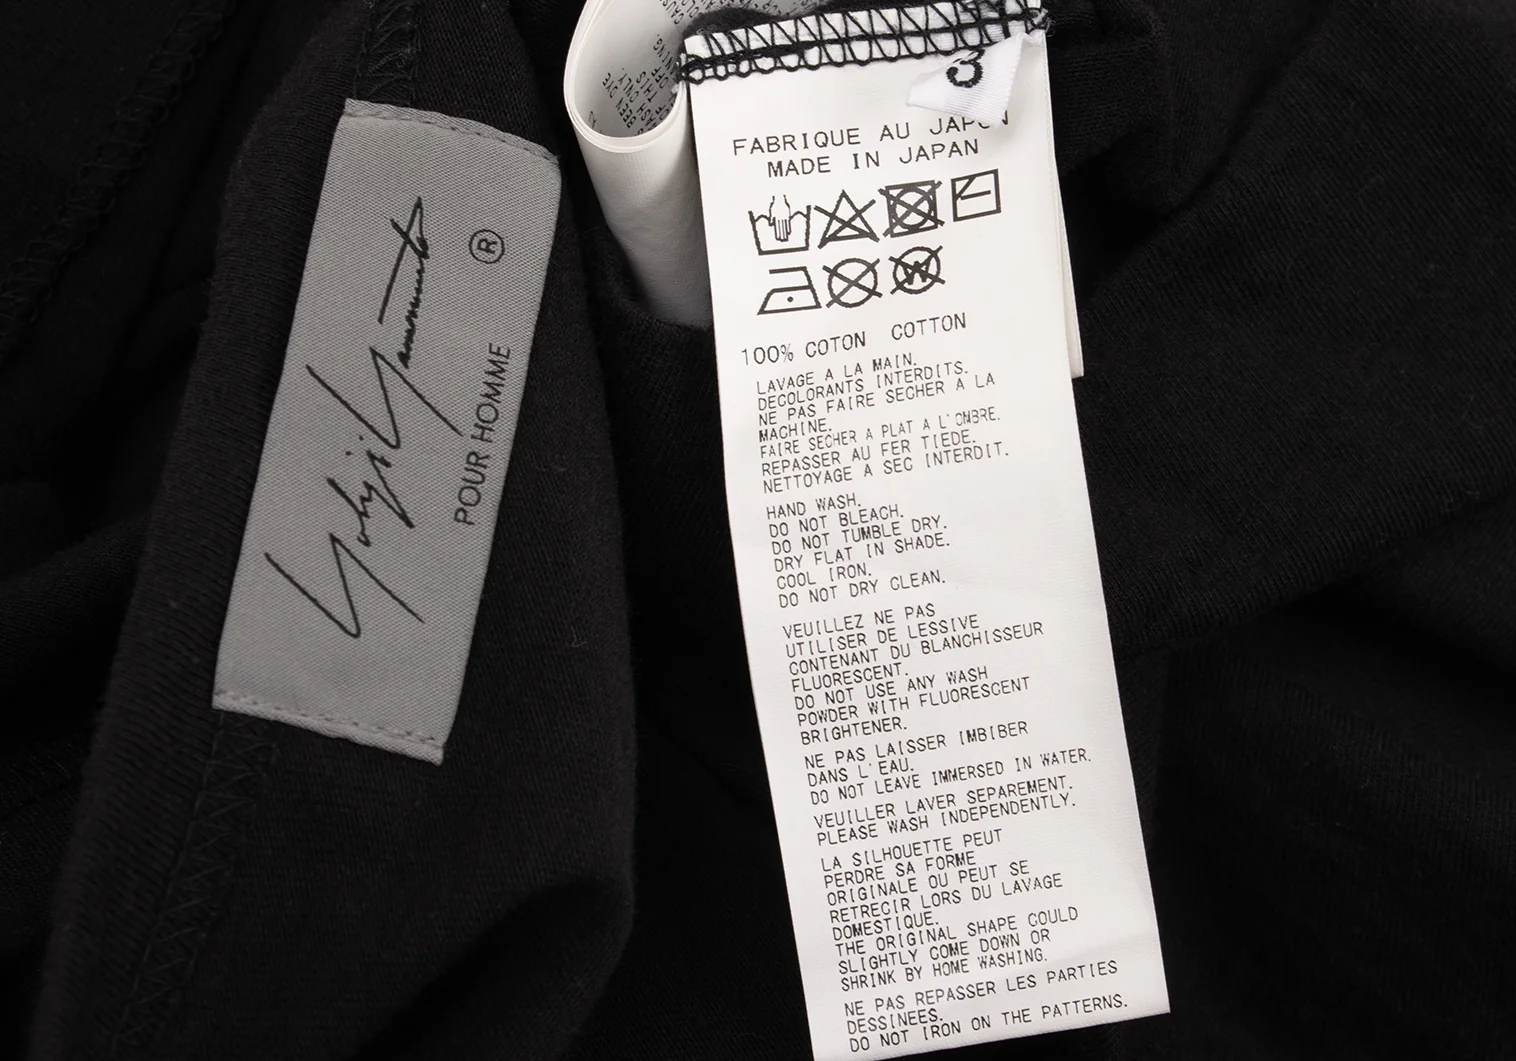 Yohji Yamamoto
®
POUR HOMME
3
FABRIQUE AU JAPON
MADE IN JAPAN
W
100% COTON COTTON
LAVAGE A LA MAIN.
DECOLORANTS INTERDITS.
NE PAS FAIRE SECHER A LA
MACHINE.
FAIRE SECHER A PLAT A L'OMBRE.
REPASSER AU FER TIEDE.
NETTOYAGE A SEC INTERDIT.
HAND WASH.
DO NOT BLEACH.
DO NOT TUMBLE DRY.
DRY FLAT IN SHADE.
COOL IRON.
DO NOT DRY CLEAN.
VEUILLEZ NE PAS
UTILISER DE LESSIVE
CONTENANT DU BLANCHISSEUR
FLUORESCENT.
DO NOT USE ANY WASH
POWDER WITH FLUORESCENT
BRIGHTENER.
NE PAS LAISSER IMBIBER
DANS L'EAU.
DO NOT LEAVE IMMERSED IN WATER.
VEUILLER LAVER SEPAREMENT.
PLEASE WASH INDEPENDENTLY.
LA SILHOUETTE PEUT
PERDRE SA FORME
ORIGINALE OU PEUT SE
RETRECIR LORS DU LAVAGE
DOMESTIQUE.
THE ORIGINAL SHAPE COULD
SLIGHTLY COME DOWN OR
SHRINK BY HOME WASHING.
NE PAS REPASSER LES PARTIES
DESSINEES.
DO NOT IRON ON THE PATTERNS.